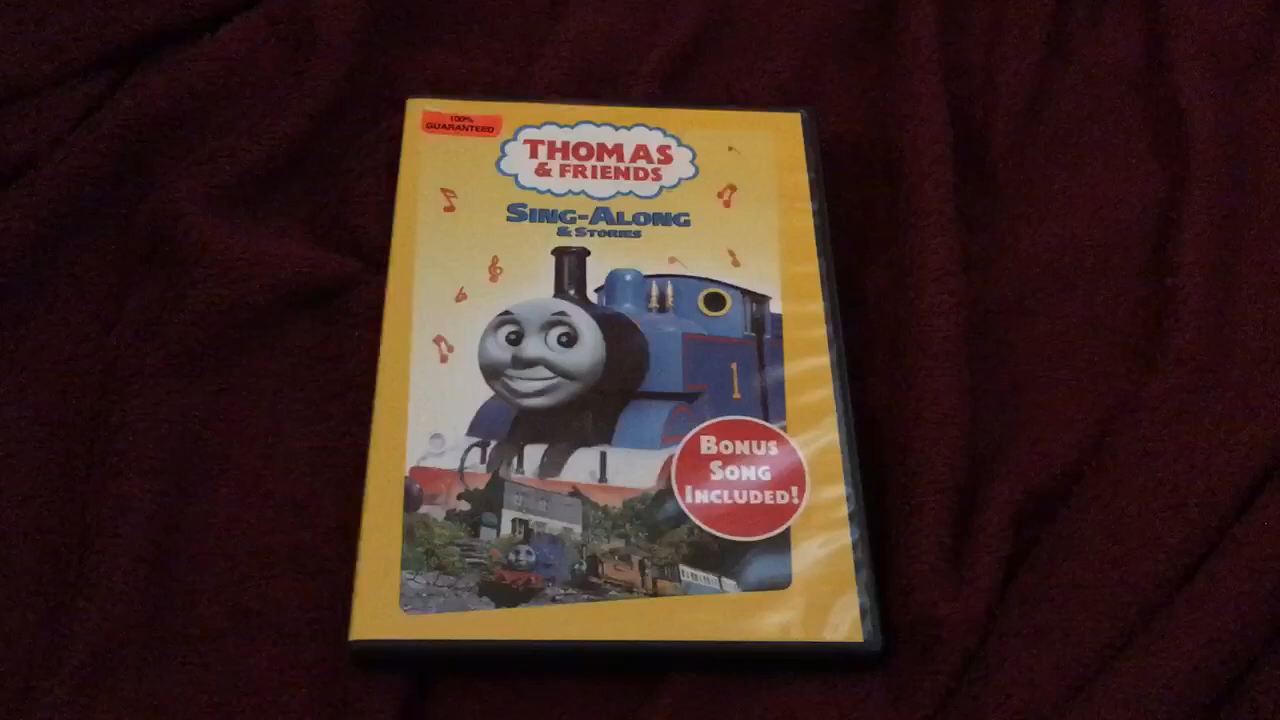 100%
GUARANTEED
THOMAS
& FRIENDS
SING-ALONG
& STORIES
1
BONUS
SONG
INCLUDED!